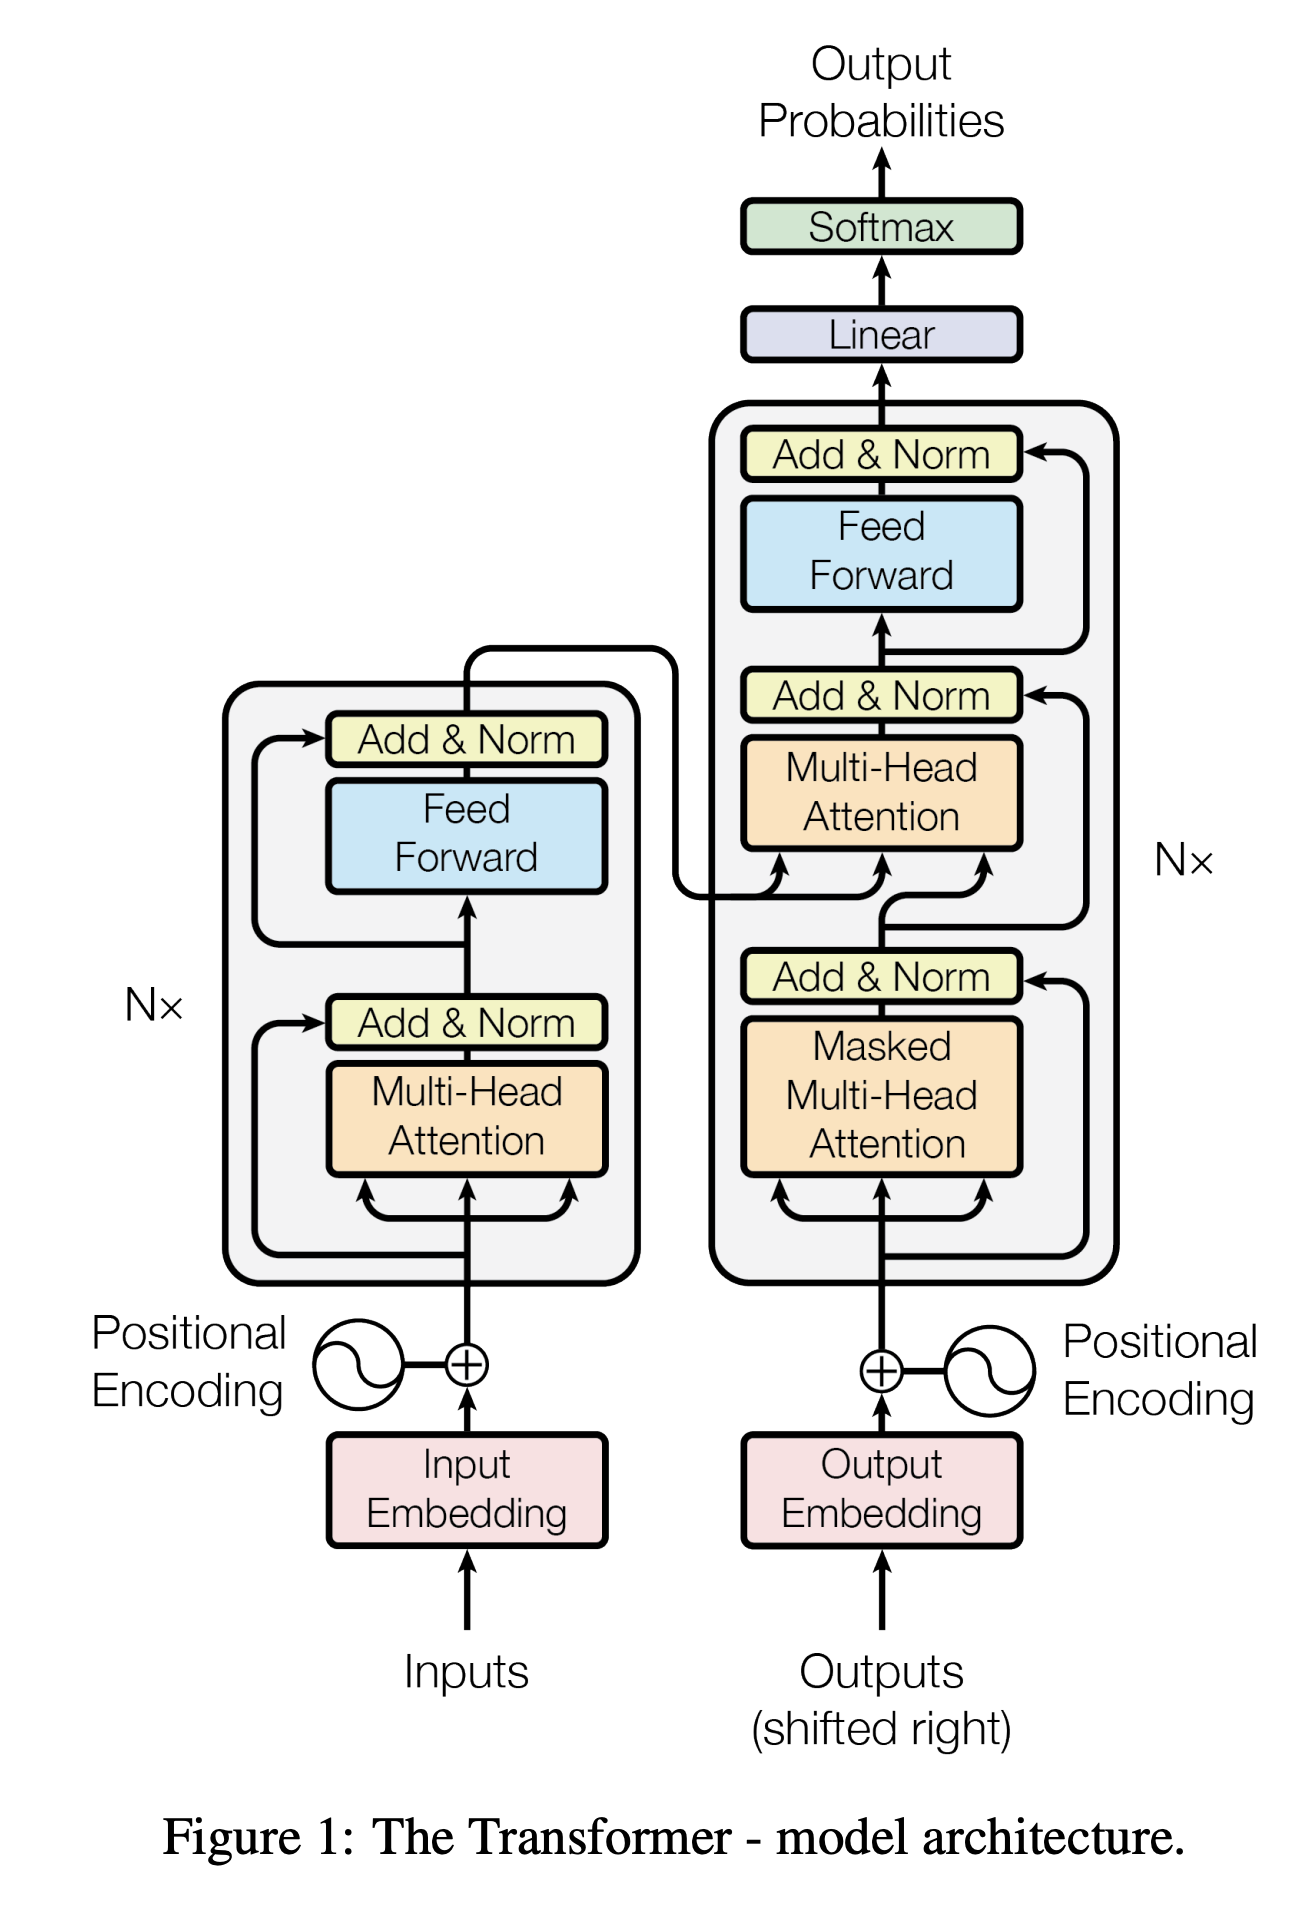 Output
Probabilities
Softmax
Linear
Add & Norm
Feed
Forward
Add & Norm
Multi-Head
Attention
Add & Norm
Masked
Multi-Head
Attention
N×
Add & Norm
Feed
Forward
Add & Norm
Multi-Head
Attention
N×
Positional
Encoding
Positional
Encoding
Input
Embedding
Output
Embedding
Inputs
Outputs
(shifted right)
Figure 1: The Transformer - model architecture.